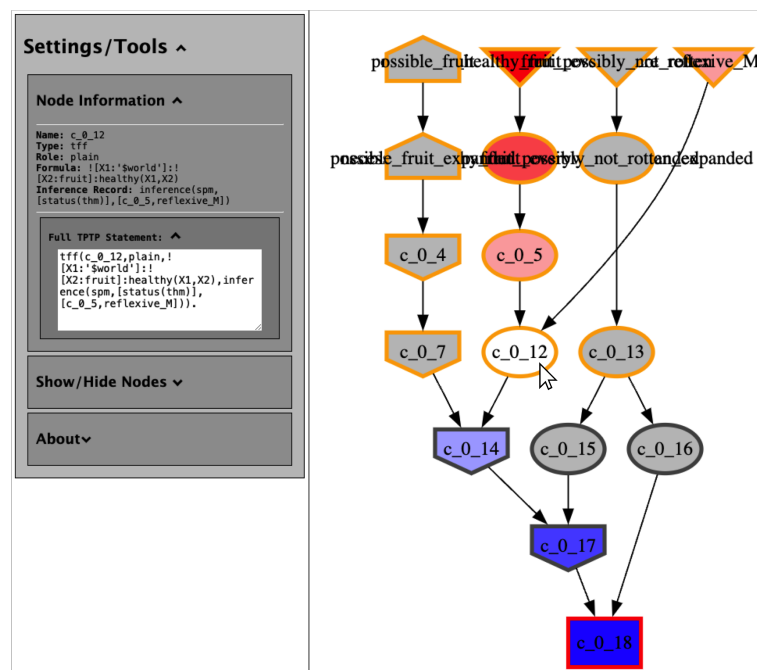 Settings/Tools
Node Information
Name: c_0_12
Type: tff
Role: plain
Formula: ![X1:'$world']:!
[X2:fruit]:healthy(X1,X2)
Inference Record: inference(spm,
[status(thm)],[c_0_5,reflexive_M])
Full TPTP Statement:
tff(c_0_12,plain,!
[X1:'$world']:!
[X2:fruit]:healthy(X1,X2),infer
ence(spm,[status(thm)],
[c_0_5,reflexive_M])).
Show/Hide Nodes
About
possible_fruit
c_0_4
c_0_5
c_0_7
c_0_12
c_0_13
c_0_14
c_0_15
c_0_16
c_0_17
c_0_18